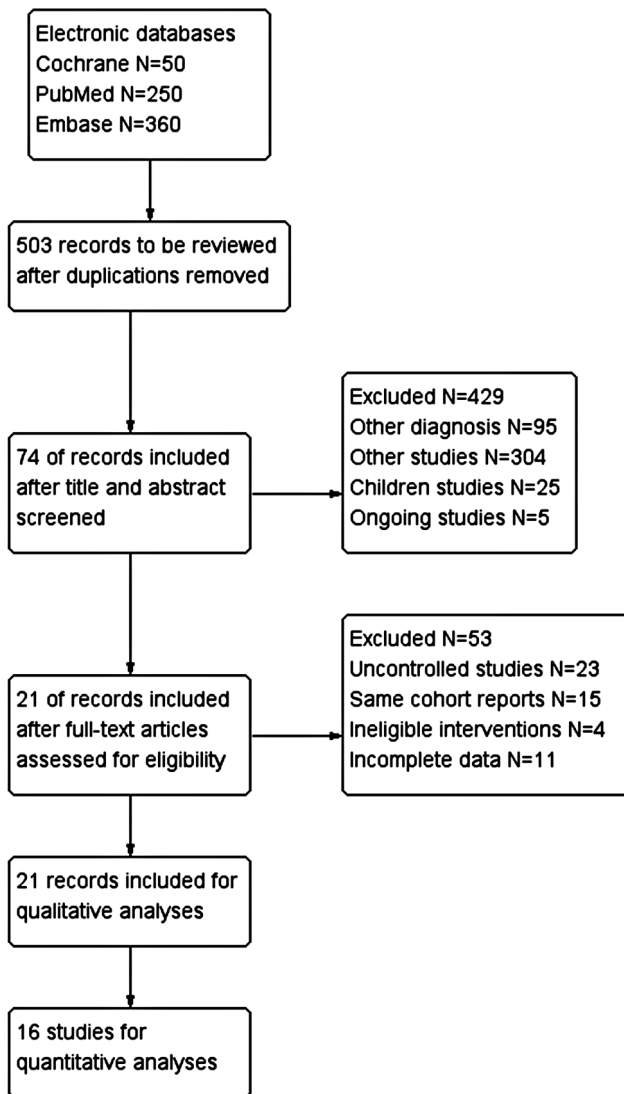 Electronic databases
Cochrane N=50
PubMed N=250
Embase N=360
503 records to be reviewed
after duplications removed
74 of records included
after title and abstract
screened
Excluded N=429
Other diagnosis N=95
Other studies N=304
Children studies N=25
Ongoing studies N=5
21 of records included
after full-text articles
assessed for eligibility
Excluded N=53
Uncontrolled studies N=23
Same cohort reports N=15
Ineligible interventions N=4
Incomplete data N=11
21 records included for
qualitative analyses
16 studies for
quantitative analyses